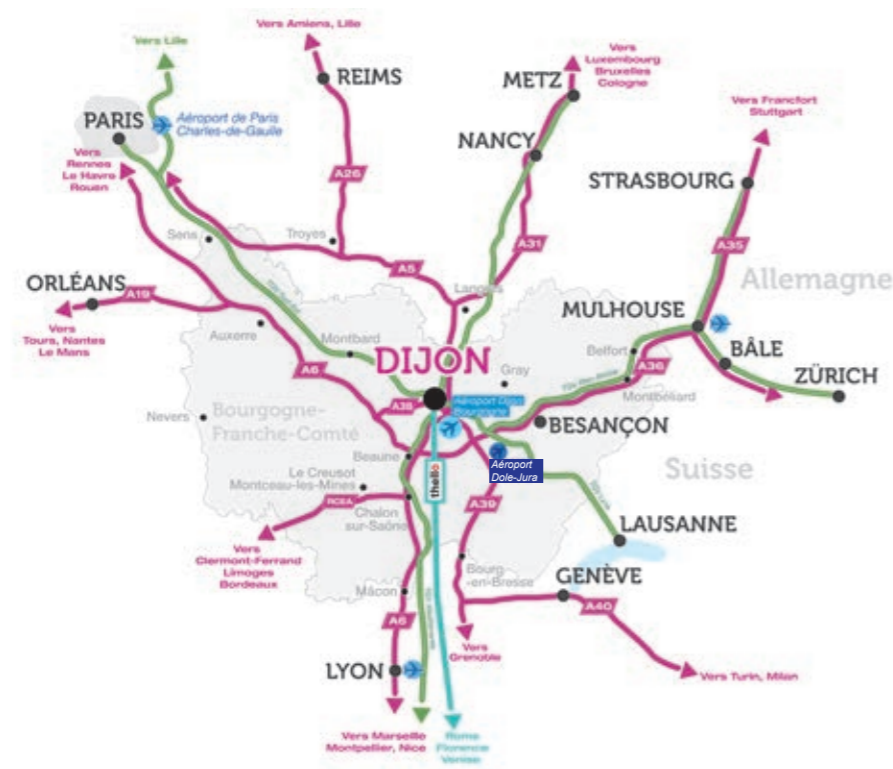 Vers Amiens, Lille
Vers Lille
REIMS
METZ
Vers
Luxembourg
Bruxelles
Cologne
Vers Francfort
Stuttgart
PARIS
Aéroport de Paris
Charles-de-Gaulle
NANCY
Vers
Rennes
Le Havre
Rouen
A26
STRASBOURG
Sens
Troyes
A31
A35
A5
Allemagne
ORLÉANS
A19
Langres
MULHOUSE
Vers
Tours, Nantes
Le Mans
Auxerre
Montbard
Belfort
BÂLE
DIJON
A6
Gray
A36
ZÜRICH
Montbéliard
A38
Aéroport Dijon
Bourgogne
Nevers
Bourgogne-
Franche-Comté
BESANÇON
Beaune
Suisse
Aéroport
Dole-Jura
Le Creusot
Montceau-les-Mines
thello
RCEA
A39
Chalon
sur-Saône
LAUSANNE
Vers
Clermont-Ferrand
Limoges
Bordeaux
Bourg
-en-Bresse
GENÈVE
Mâcon
A40
A6
Vers
Grenoble
LYON
Vers Turin, Milan
Vers Marseille
Montpellier, Nice
Rome
Florence
Venise